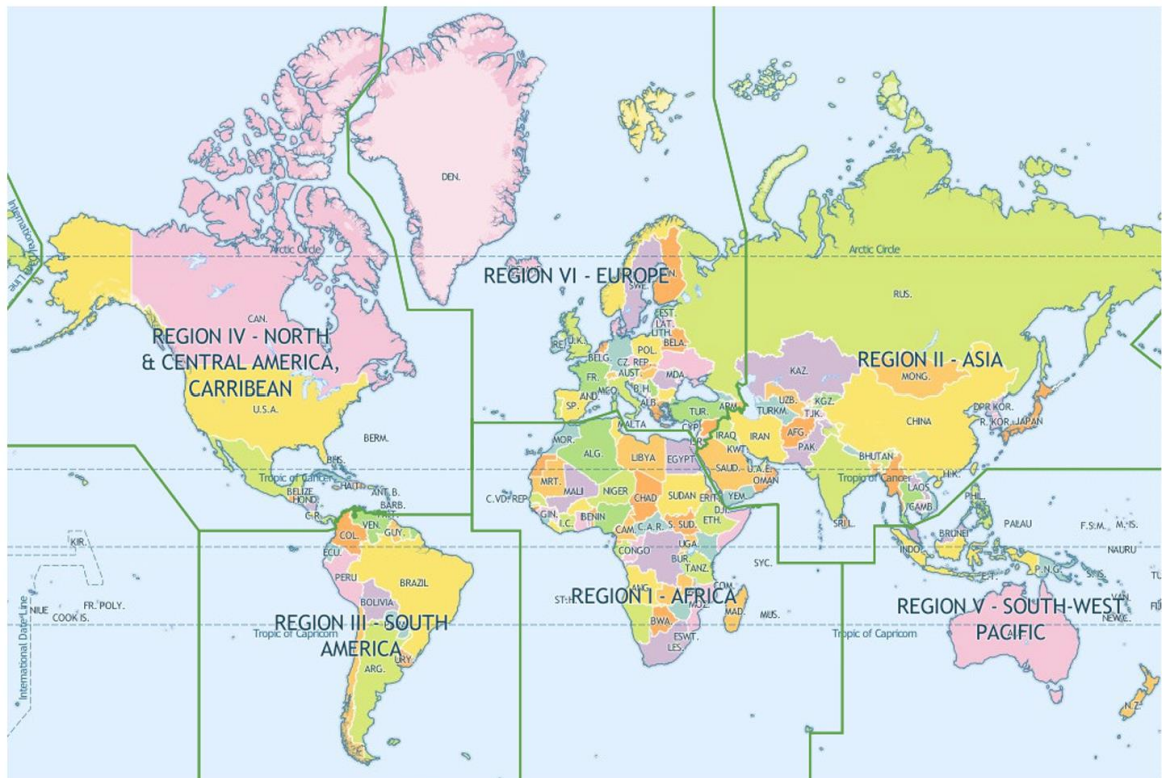 DEN.
Arctic Circle
Arctic Circle
REGION VI - EUROPE
SWE.
RUS.
CAN.
EST.
LAT.
LITH.
REGION IV - NORTH
& CENTRAL AMERICA,
CARRIBEAN
U.K.
BELA.
POL.
BELG.
CZ. REP.
REGION II - ASIA
KAZ.
MONG.
FR.
AUST.
MDA.
B.H.
AND.
MCO.
SP.
ALB.
U.S.A.
TUR.
ARM.
UZB.
KGZ.
TURKM.
TJK.
CHINA
DPR KOR.
R. KOR.
JAPAN
BERM.
MALTA
CYP.
ISR.
IRAQ
IRAN
AFG.
PAK.
MOR.
ALG.
LIBYA
EGYPT
KWT.
SAUD.
U.A.E.
OMAN
BHUTAN
BHS.
Tropic of Cancer
Tropic of Cancer
H.K.
BELIZE
HAITI
HOND.
ANT.B.
BARB.
C.R.
MRT.
MALI
NIGER
CHAD
SUDAN
ERIT.
YEM.
LAOS
CAMB.
PHIL.
C.VD. REP.
GIN.
I.C.
BENIN
CAM.
C.A.R.
S. SUD.
ETH.
DJI.
SRI L.
PALAU
F.S.M.
M. IS.
VEN.
COL.
GUY.
ECU.
BRUNEI
INDO.
KIR.
NAURU
CONGO
UGA.
BUR.
TANZ.
SYC.
PERU
BRAZIL
BOLIVIA
P.N.G.
S. IS.
E.T.
TU.
NIUE
FR. POLY.
COOK IS.
ST.H.
REGION I - AFRICA
COM.
MOZ.
MAD.
MUS.
REGION V - SOUTH-WEST
PACIFIC
VAN.
NEW C.
REGION III - SOUTH
AMERICA
Tropic of Capricorn
Tropic of Capricorn
BWA.
ESWT.
LES.
URY.
ARG.
N.Z.
International Date Line